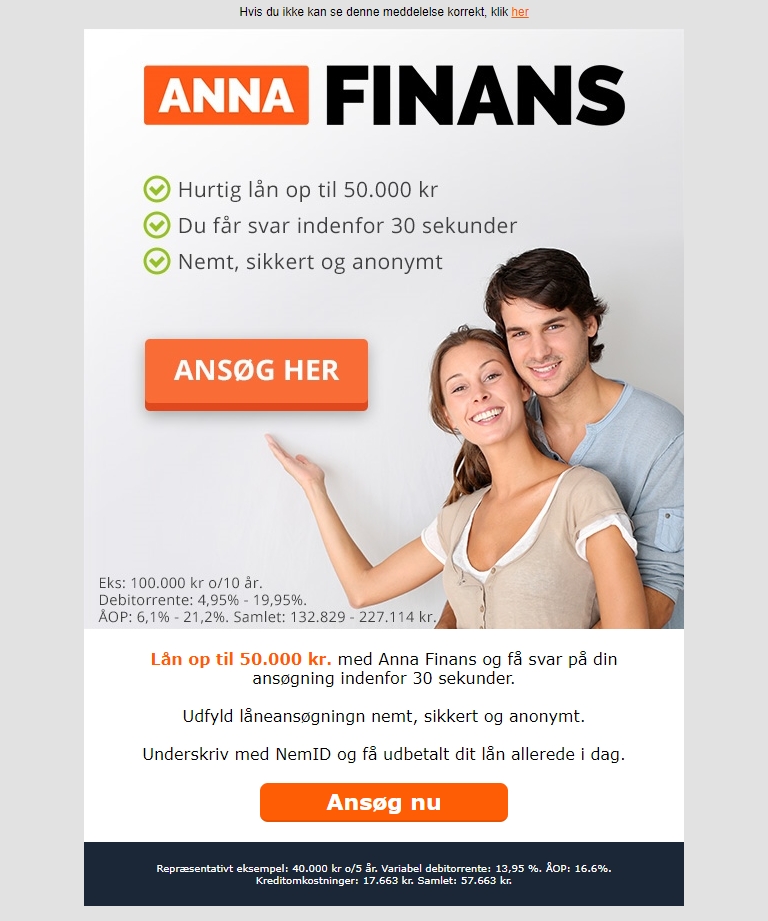 Hvis du ikke kan se denne meddelelse korrekt, klik her
ANNA FINANS
Hurtig lån op til 50.000 kr
Du får svar indenfor 30 sekunder
Nemt, sikkert og anonymt
ANSØG HER
Eks: 100.000 kr o/10 år.
Debitorrente: 4,95% - 19,95%.
ÅOP: 6,1% - 21,2%. Samlet: 132.829 - 227.114 kr.
Lån op til 50.000 kr. med Anna Finans og få svar på din
ansøgning indenfor 30 sekunder.
Udfyld låneansøgningn nemt, sikkert og anonymt.
Underskriv med NemID og få udbetalt dit lån allerede i dag.
Ansøg nu
Repræsentativt eksempel: 40.000 kr o/5 år. Variabel debitorrente: 13,95 %. ÅOP: 16.6%.
Kreditomkostninger: 17.663 kr. Samlet: 57.663 kr.